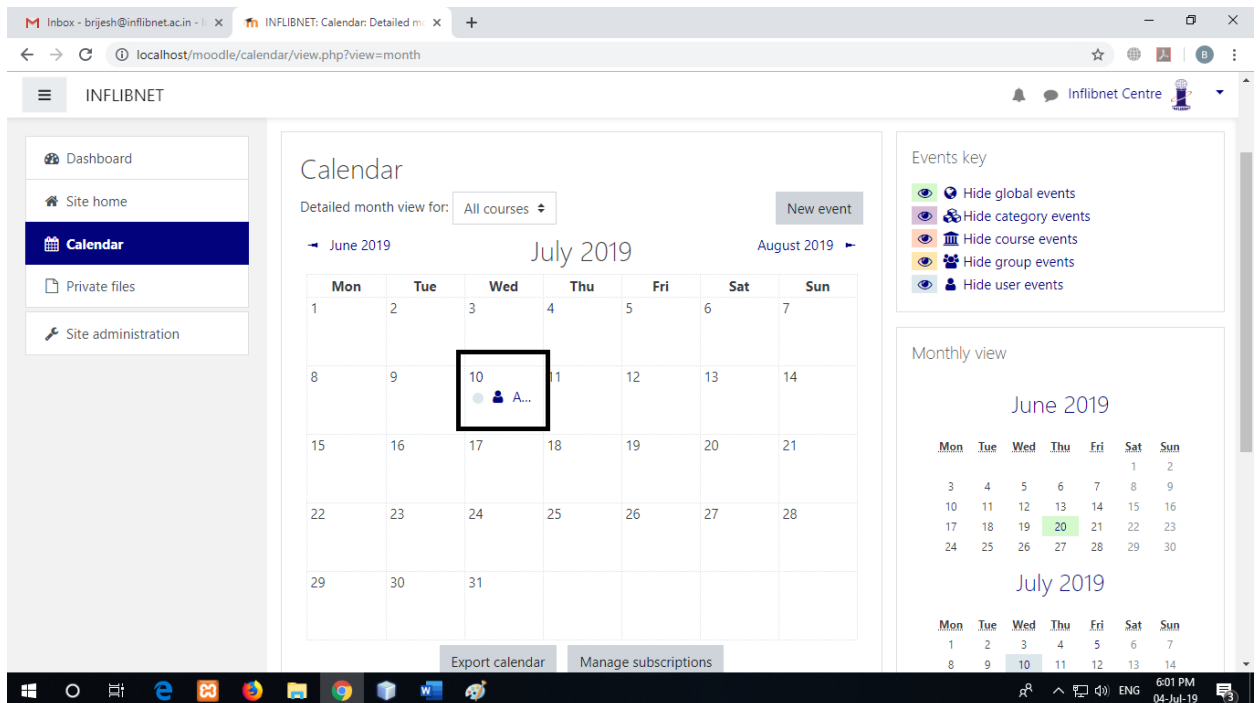 Inbox - brijesh@inflibnet.ac.in - I
INFLIBNET: Calendar: Detailed mo
localhost/moodle/calendar/view.php?view=month
B
INFLIBNET
Inflibnet Centre
Dashboard
Site home
Calendar
Private files
Site administration
Calendar
Detailed month view for: All courses
New event
June 2019
July 2019
August 2019
Mon Tue Wed Thu Fri Sat Sun
1 2 3 4 5 6 7
8 9 10 11 12 13 14
A...
15 16 17 18 19 20 21
22 23 24 25 26 27 28
29 30 31
Export calendar Manage subscriptions
Events key
Hide global events
Hide category events
Hide course events
Hide group events
Hide user events
Monthly view
June 2019
Mon Tue Wed Thu Fri Sat Sun
1 2
3 4 5 6 7 8 9
10 11 12 13 14 15 16
17 18 19 20 21 22 23
24 25 26 27 28 29 30
July 2019
Mon Tue Wed Thu Fri Sat Sun
1 2 3 4 5 6 7
8 9 10 11 12 13 14
ENG
6:01 PM
04-Jul-19
3